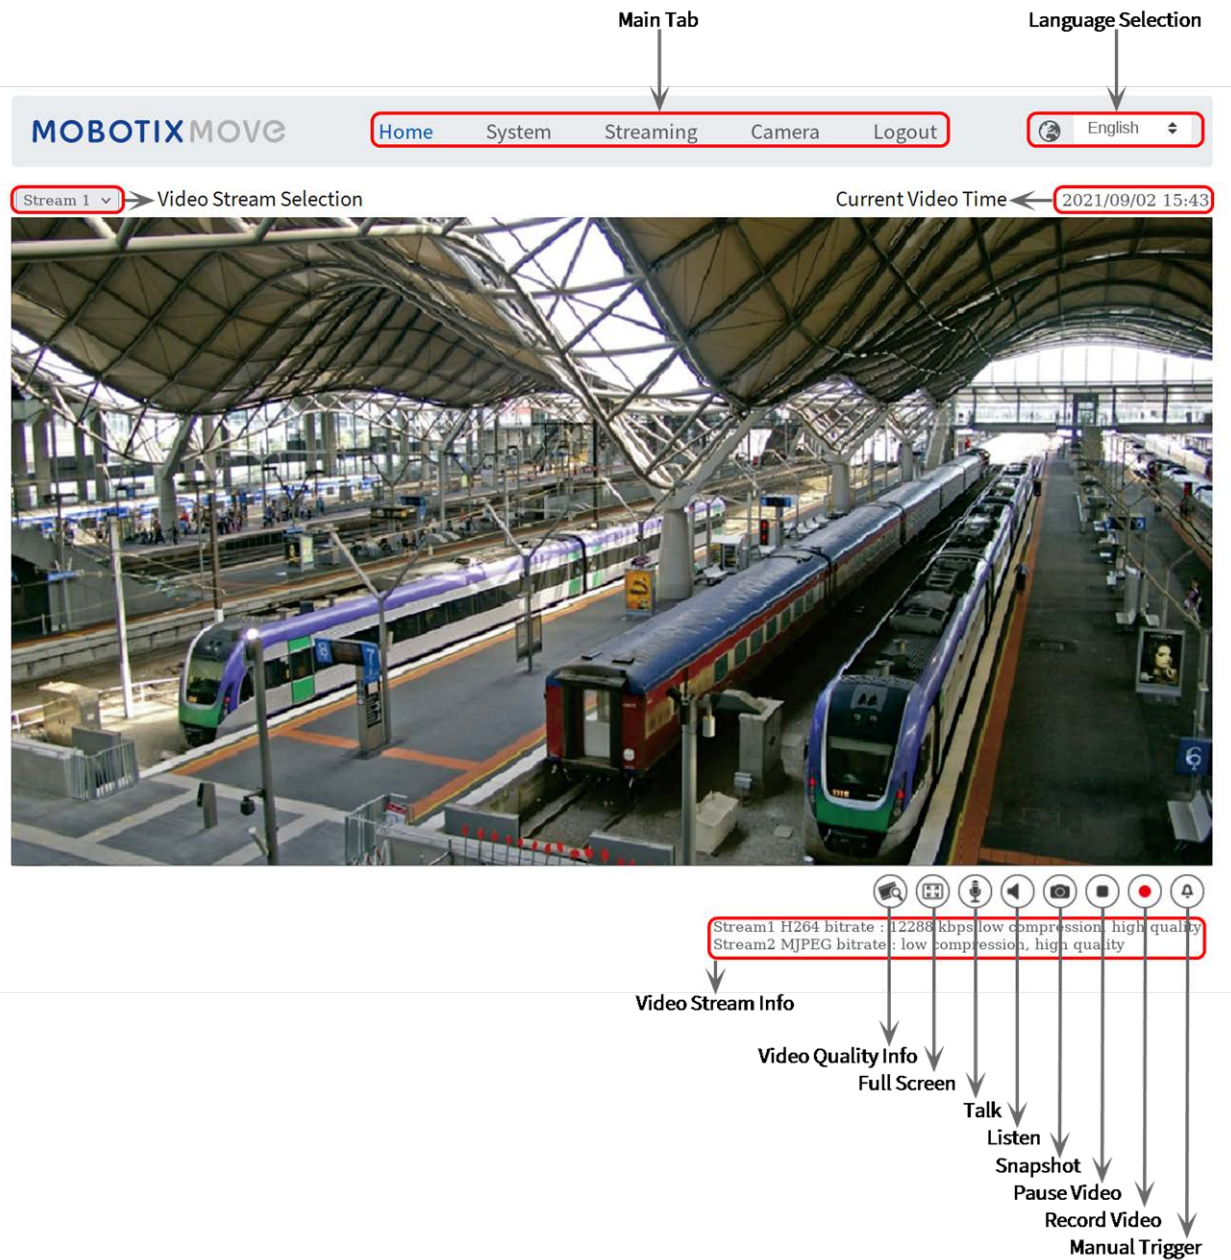 Main Tab
Language Selection
MOBOTIX MOVE
Home System Streaming Camera Logout
English
Stream 1
Video Stream Selection
Current Video Time
2021/09/02 15:43
8
7
6
Stream1 H264 bitrate : 12288 kbps low compression, high quality
Stream2 MJPEG bitrate : low compression, high quality
Video Stream Info
Video Quality Info
Full Screen
Talk
Listen
Snapshot
Pause Video
Record Video
Manual Trigger